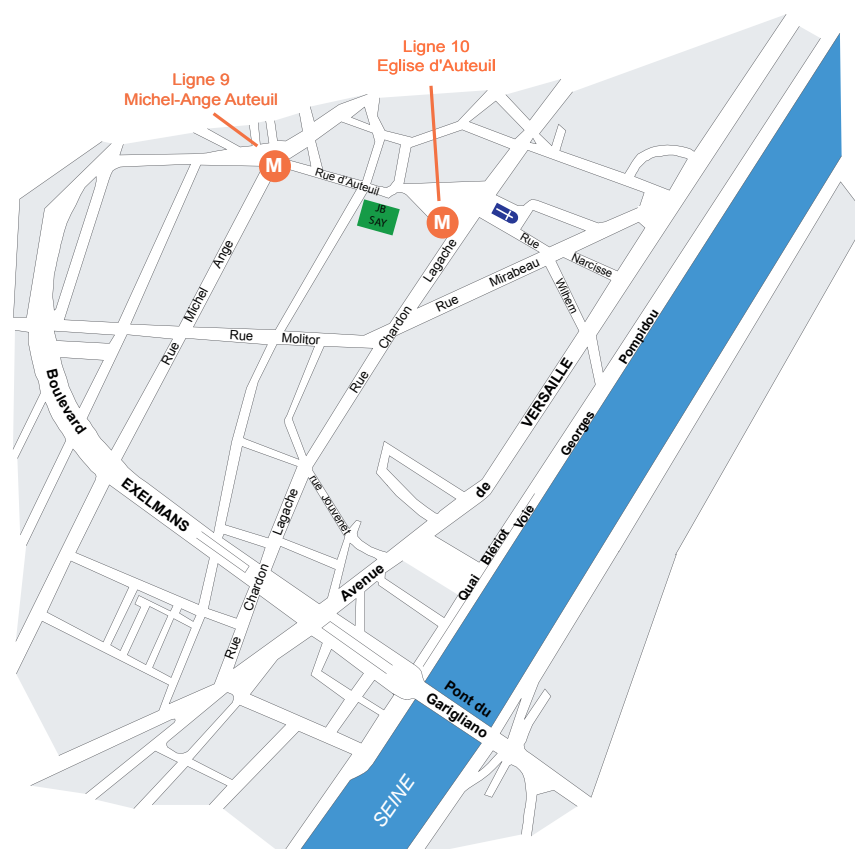 Ligne 10
Eglise d'Auteuil
Ligne 9
Michel-Ange Auteuil
M
Rue d'Auteuil
JB
SAY
M
Rue
Narcisse
Wilhem
Rue Mirabeau
Rue Michel Ange
Rue Molitor
Rue Chardon Lagache
Boulevard
EXELMANS
rue Jouvenet
Avenue de VERSAILLE
Quai Blériot
Voie Georges Pompidou
Rue Chardon Lagache
Pont du
Garigliano
SEINE